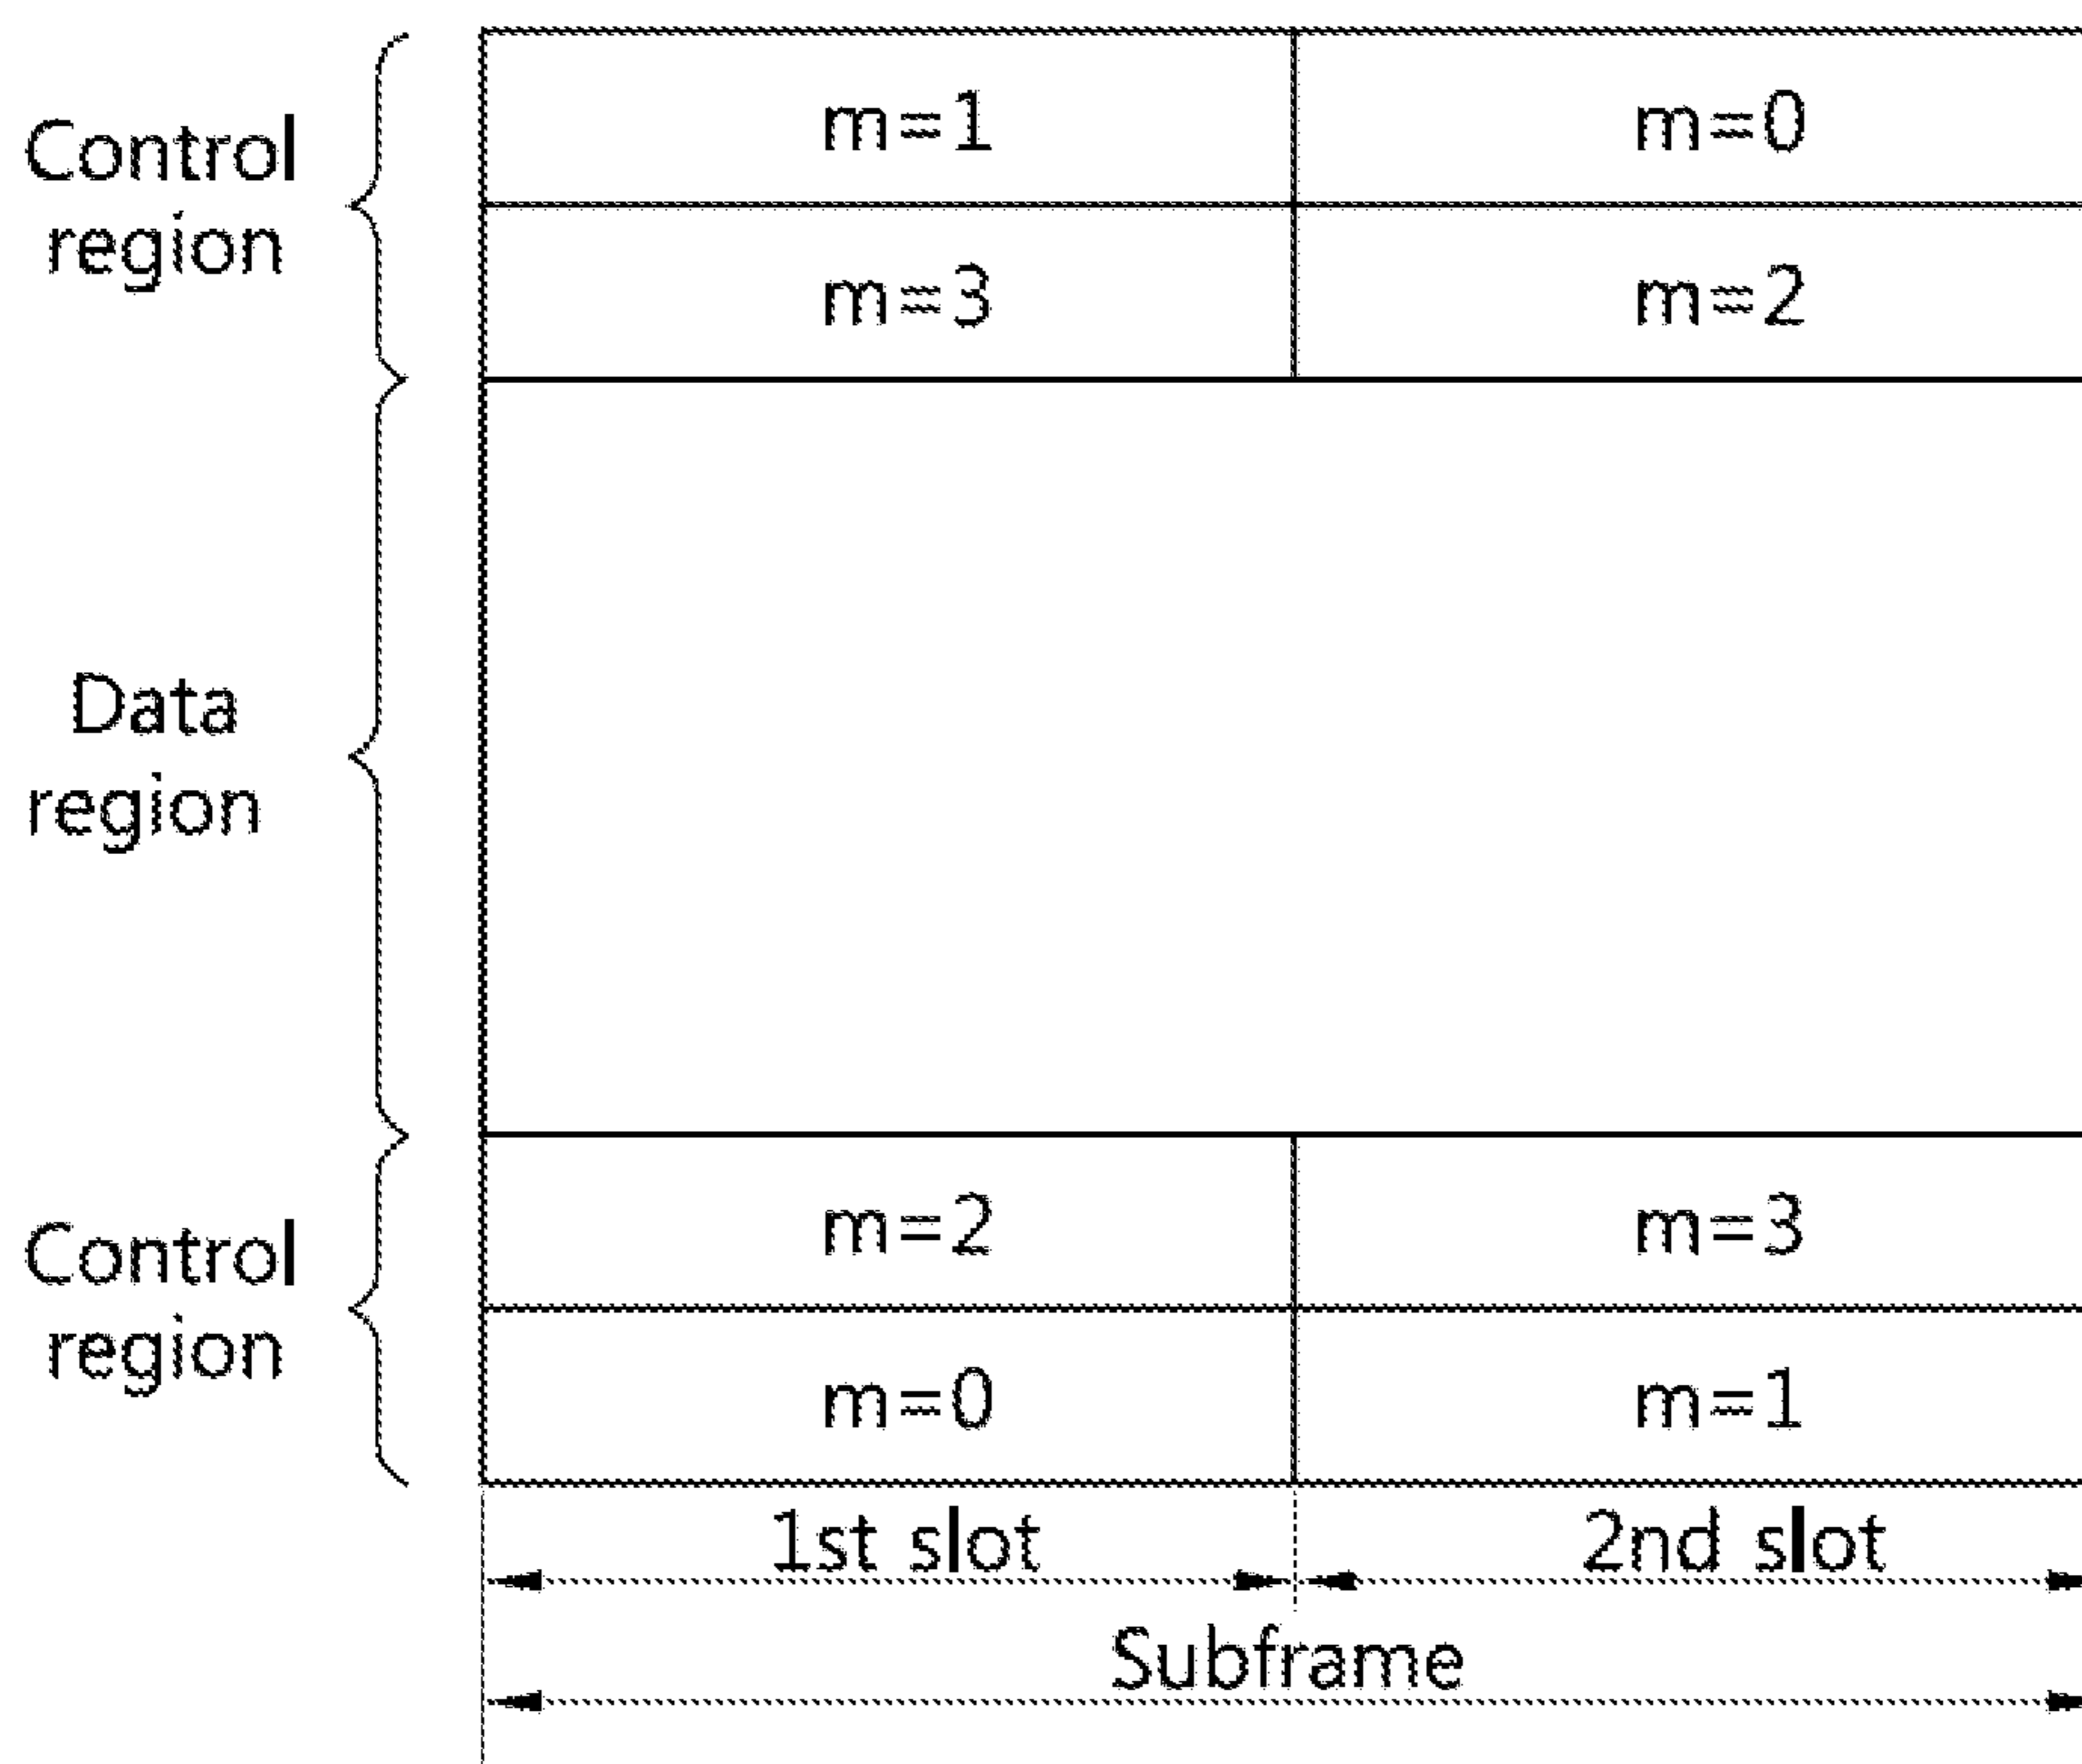 Control
region
m=1 m=0
m=3 m=2
Data
region
Control
region
m=2 m=3
m=0 m=1
1st slot 2nd slot
Subframe